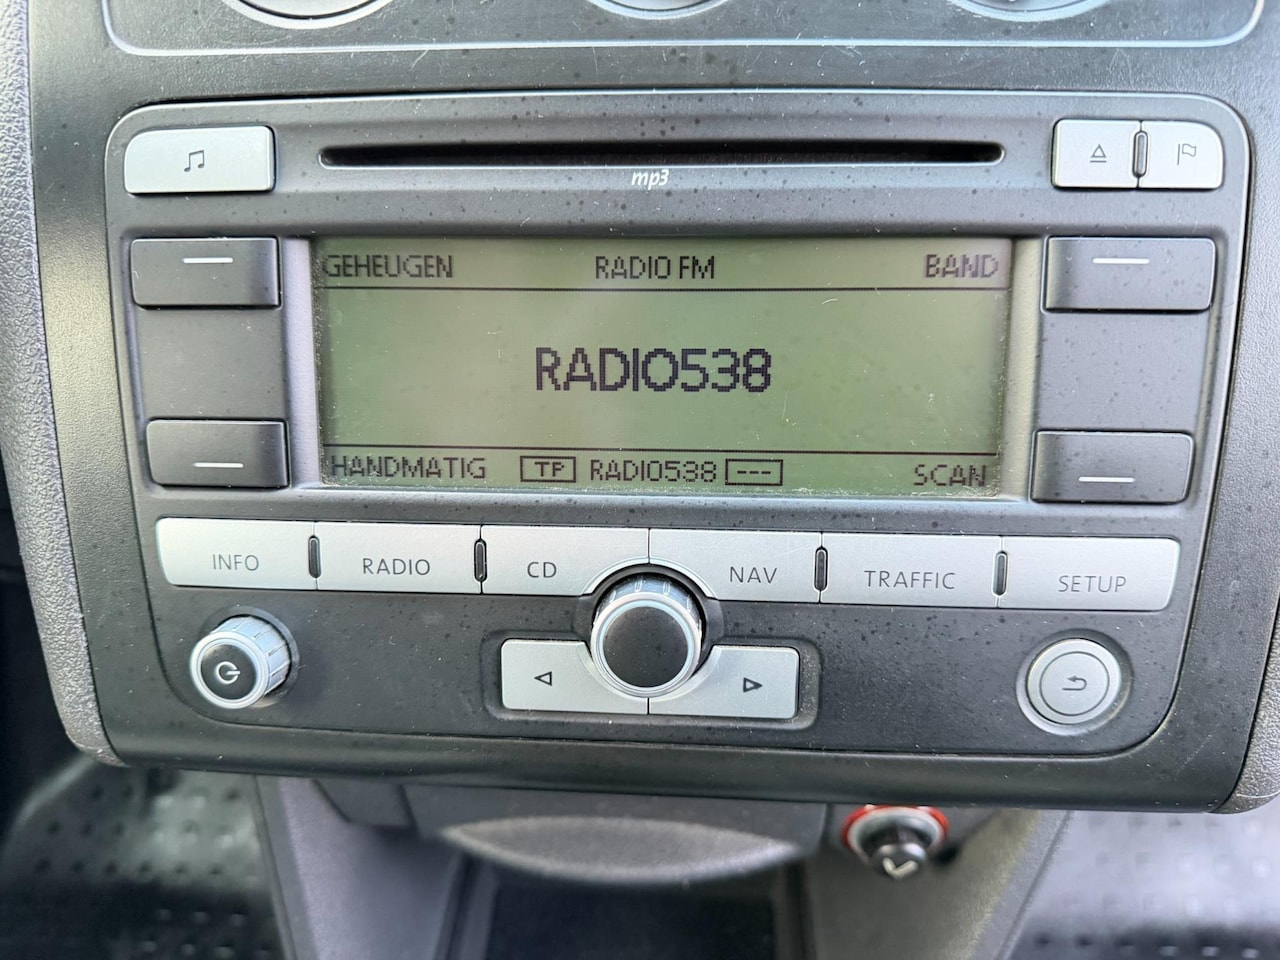 mp3
GEHEUGEN RADIO FM BAND
RADIO538
HANDMATIG TP RADIO538 --- SCAN
INFO RADIO CD NAV TRAFFIC SETUP